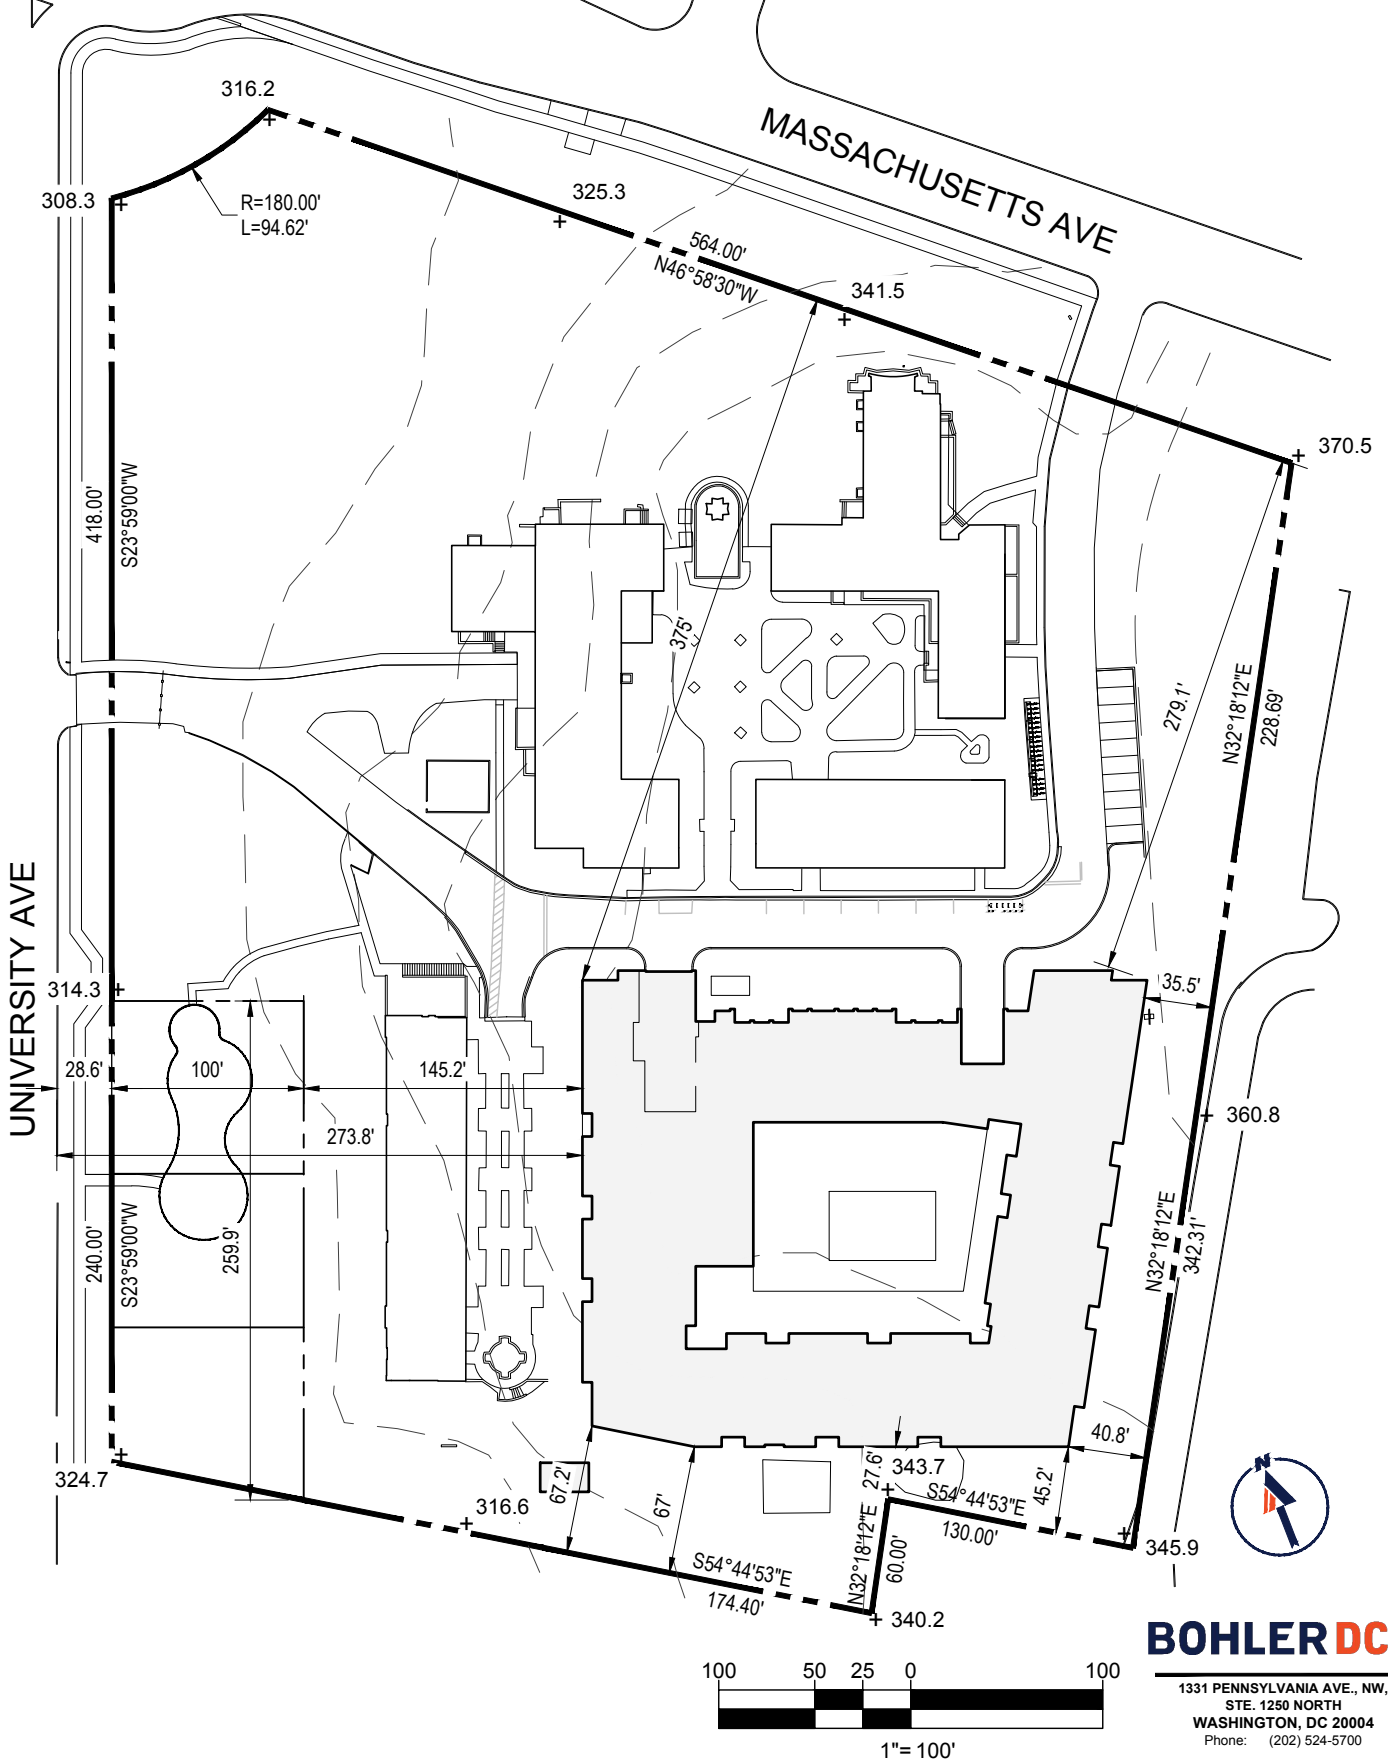 316.2
MASSACHUSETTS AVE
308.3
R=180.00'
L=94.62'
325.3
564.00'
N46°58'30"W
341.5
370.5
418.00'
S23°59'00"W
375'
279.1'
N32°18'12"E
228.69'
UNIVERSITY AVE
314.3
35.5'
28.6'
100'
145.2'
273.8'
360.8
240.00'
S23°59'00"W
259.9'
N32°18'12"E
342.31'
40.8'
324.7
316.6
67.2'
67'
27.6'
343.7
45.2'
S54°44'53"E
130.00'
N
345.9
S54°44'53"E
174.40'
N32°18'12"E
60.00'
340.2
BOHLER DC
100 50 25 0 100
1"= 100'
1331 PENNSYLVANIA AVE., NW,
STE. 1250 NORTH
WASHINGTON, DC 20004
Phone: (202) 524-5700